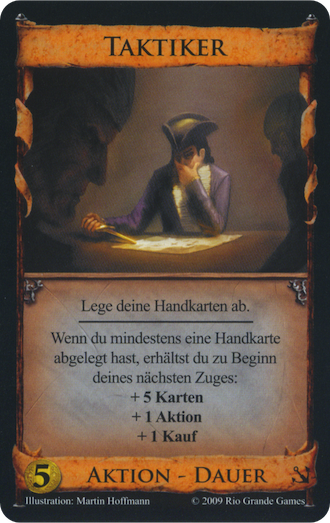 TAKTIKER
Lege deine Handkarten ab.
Wenn du mindestens eine Handkarte
abgelegt hast, erhältst du zu Beginn
deines nächsten Zuges:
+ 5 Karten
+ 1 Aktion
+ 1 Kauf
5 AKTION - DAUER
Illustration: Martin Hoffmann © 2009 Rio Grande Games